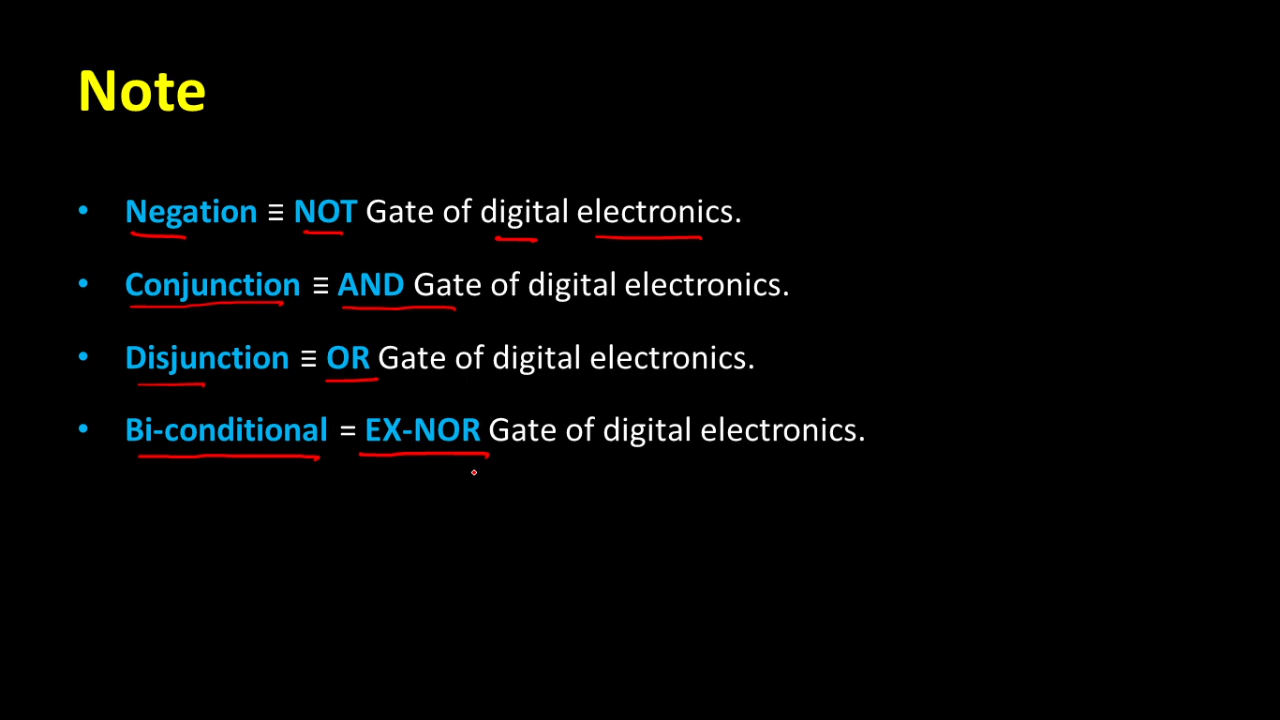 Note
• Negation ≡ NOT Gate of digital electronics.
• Conjunction ≡ AND Gate of digital electronics.
• Disjunction ≡ OR Gate of digital electronics.
• Bi-conditional = EX-NOR Gate of digital electronics.